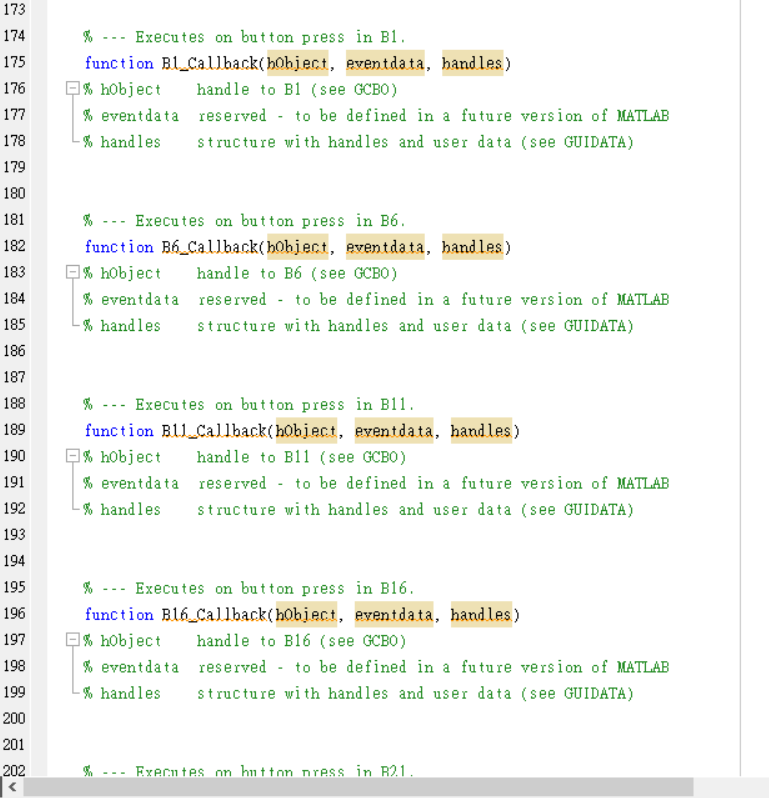 173
174 % --- Executes on button press in B1.
175 function B1_Callback(hObject, eventdata, handles)
176 % hObject handle to B1 (see GCBO)
177 % eventdata reserved - to be defined in a future version of MATLAB
178 % handles structure with handles and user data (see GUIDATA)
179
180
181 % --- Executes on button press in B6.
182 function B6_Callback(hObject, eventdata, handles)
183 % hObject handle to B6 (see GCBO)
184 % eventdata reserved - to be defined in a future version of MATLAB
185 % handles structure with handles and user data (see GUIDATA)
186
187
188 % --- Executes on button press in B11.
189 function B11_Callback(hObject, eventdata, handles)
190 % hObject handle to B11 (see GCBO)
191 % eventdata reserved - to be defined in a future version of MATLAB
192 % handles structure with handles and user data (see GUIDATA)
193
194
195 % --- Executes on button press in B16.
196 function B16_Callback(hObject, eventdata, handles)
197 % hObject handle to B16 (see GCBO)
198 % eventdata reserved - to be defined in a future version of MATLAB
199 % handles structure with handles and user data (see GUIDATA)
200
201
202 % --- Executes on button press in B21.